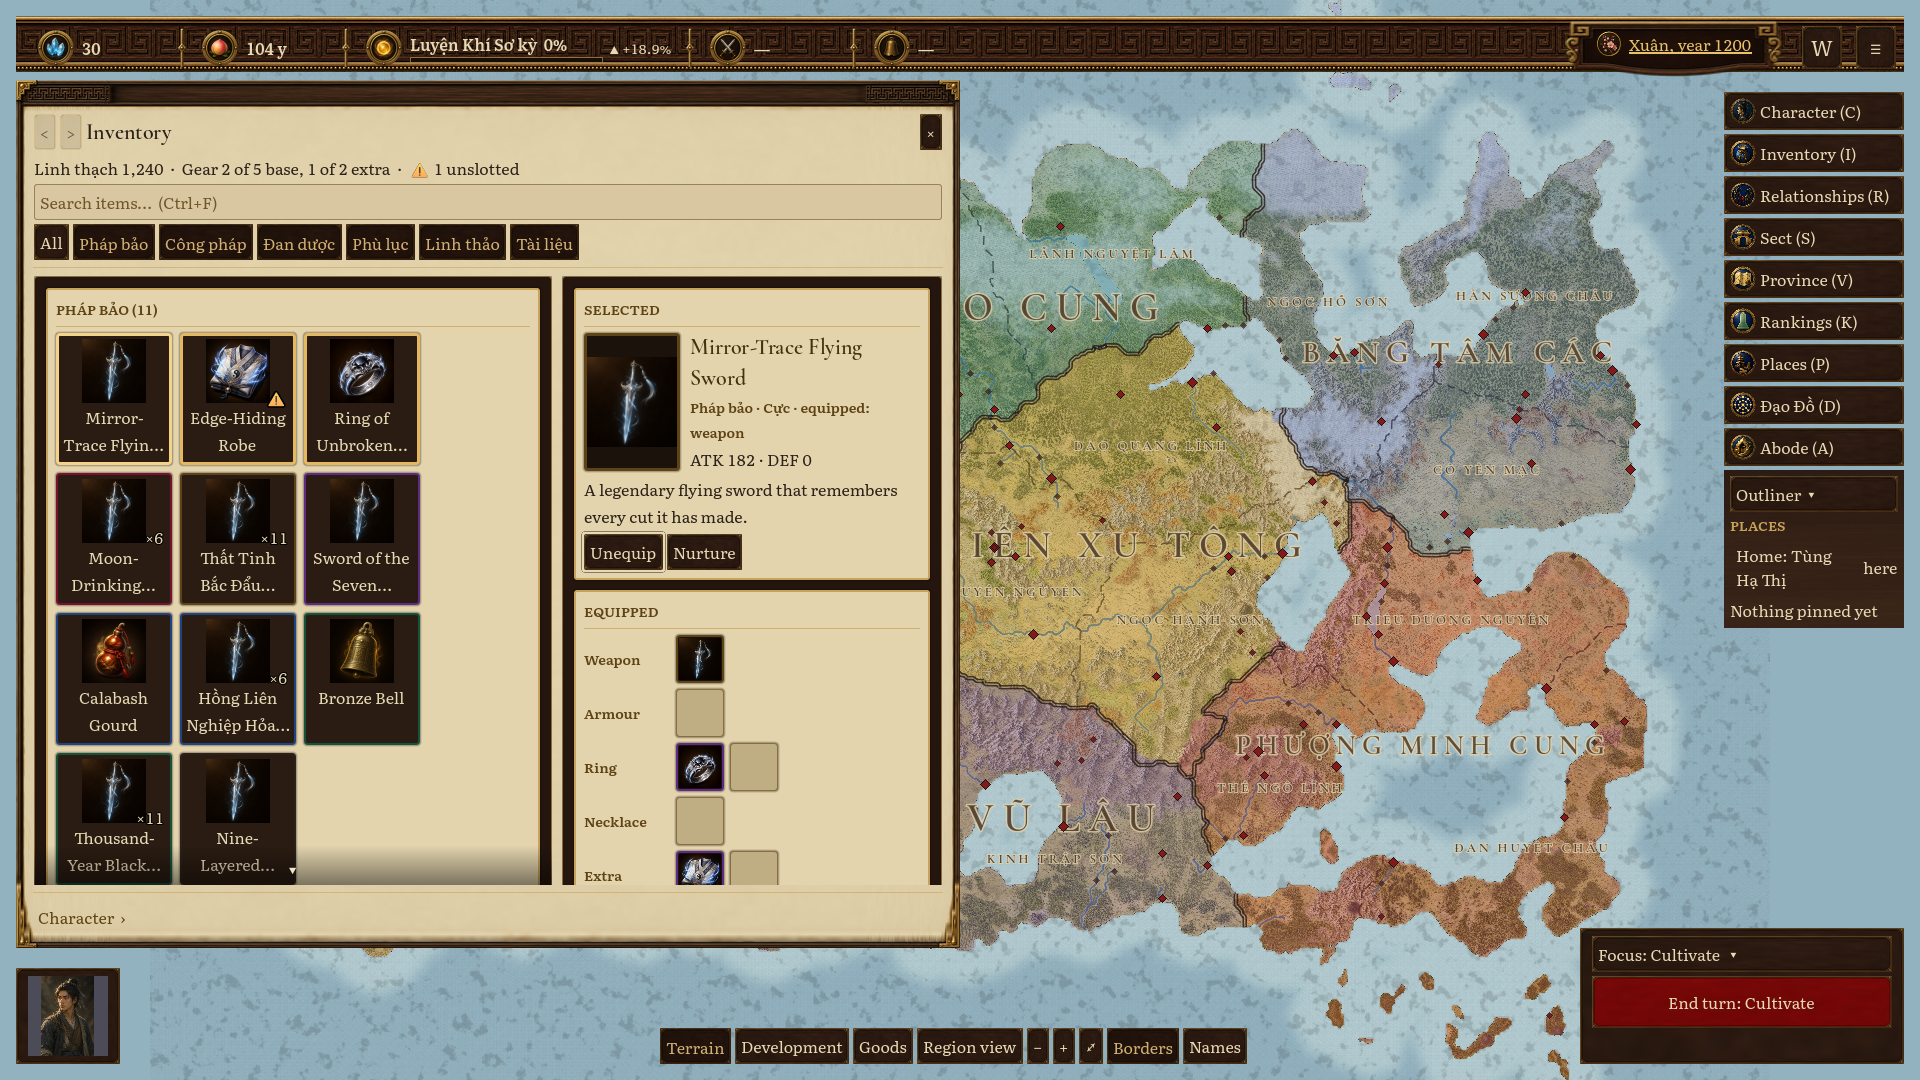 30
104 y
Luyện Khí Sơ kỳ 0%
▲ +18.9%
—
—
Xuân, year 1200
W
☰
< > Inventory
×
Linh thạch 1,240 · Gear 2 of 5 base, 1 of 2 extra · ⚠ 1 unslotted
Search items... (Ctrl+F)
All Pháp bảo Công pháp Đan dược Phù lục Linh thảo Tài liệu
PHÁP BẢO (11)
Mirror-
Trace Flyin...
Edge-Hiding
Robe
Ring of
Unbroken...
×6
Moon-
Drinking...
×11
Thất Tinh
Bắc Đẩu...
Sword of the
Seven...
Calabash
Gourd
×6
Hồng Liên
Nghiệp Hỏa...
Bronze Bell
×11
Thousand-
Year Black...
Nine-
Layered...
SELECTED
Mirror-Trace Flying
Sword
Pháp bảo · Cực · equipped:
weapon
ATK 182 · DEF 0
A legendary flying sword that remembers
every cut it has made.
Unequip Nurture
EQUIPPED
Weapon
Armour
Ring
Necklace
Extra
Character ›
LÃNH NGUYỆT LÂM
O CUNG
NGỌC HỒ SƠN
HÀN SƯƠNG CHÂU
BĂNG TÂM CÁC
DAO QUANG LĨNH
CÔ YÊN MẠC
IÊN XU TÔNG
UYÊN NGUYÊN
NGỌC HÀNH SƠN
TRIỀU DƯƠNG NGUYÊN
PHƯỢNG MINH CUNG
THÊ NGÔ LĨNH
VŨ LÂU
KINH TRẬP SƠN
ĐAN HUYỆT CHÂU
Character (C)
Inventory (I)
Relationships (R)
Sect (S)
Province (V)
Rankings (K)
Places (P)
Đạo Đồ (D)
Abode (A)
Outliner ▾
PLACES
Home: Tùng
Hạ Thị
here
Nothing pinned yet
Focus: Cultivate ▾
End turn: Cultivate
Terrain Development Goods Region view − + ⤢ Borders Names